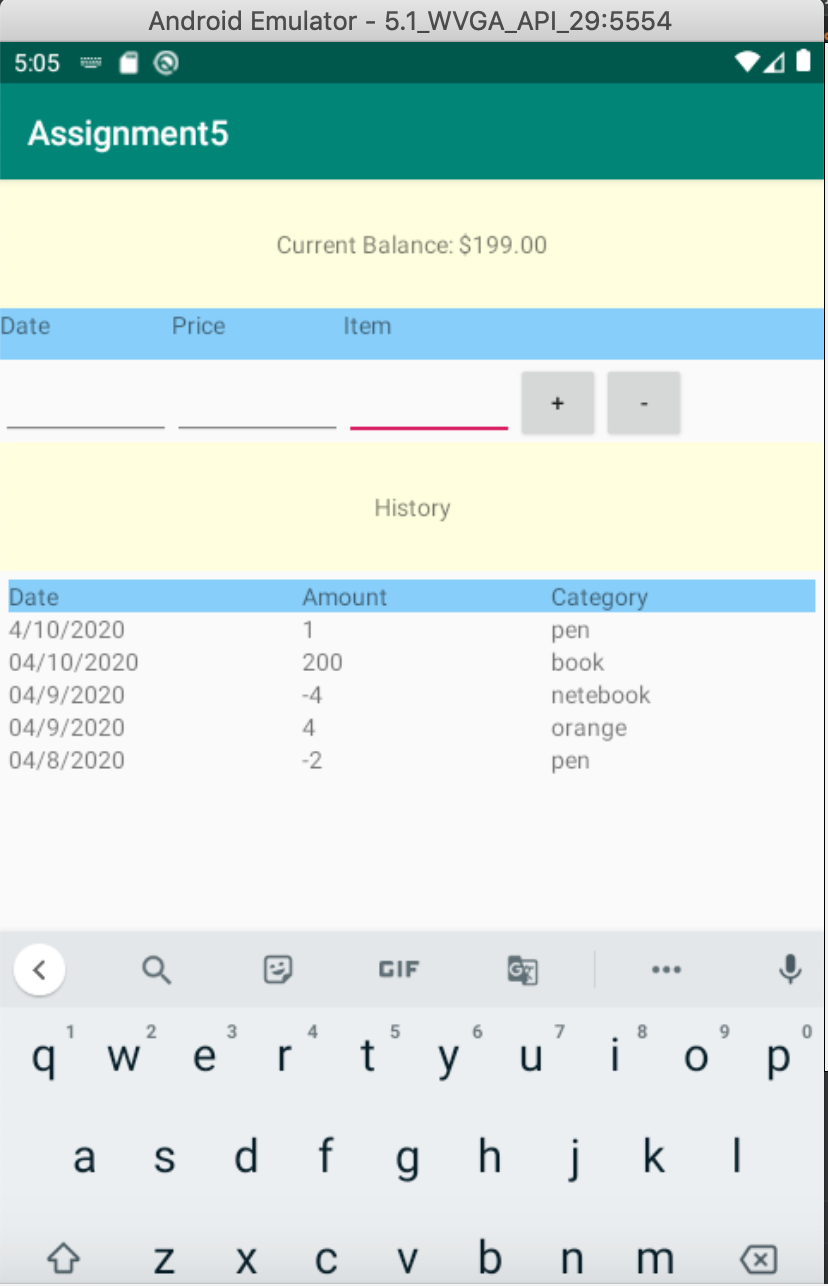 Android Emulator - 5.1_WVGA_API_29:5554
5:05
Assignment5
Current Balance: $199.00
Date Price Item
+ -
History
Date Amount Category
4/10/2020 1 pen
04/10/2020 200 book
04/9/2020 -4 netebook
04/9/2020 4 orange
04/8/2020 -2 pen
GIF G
1 2 3 4 5 6 7 8 9 0
q w e r t y u i o p
a s d f g h j k l
z x c v b n m